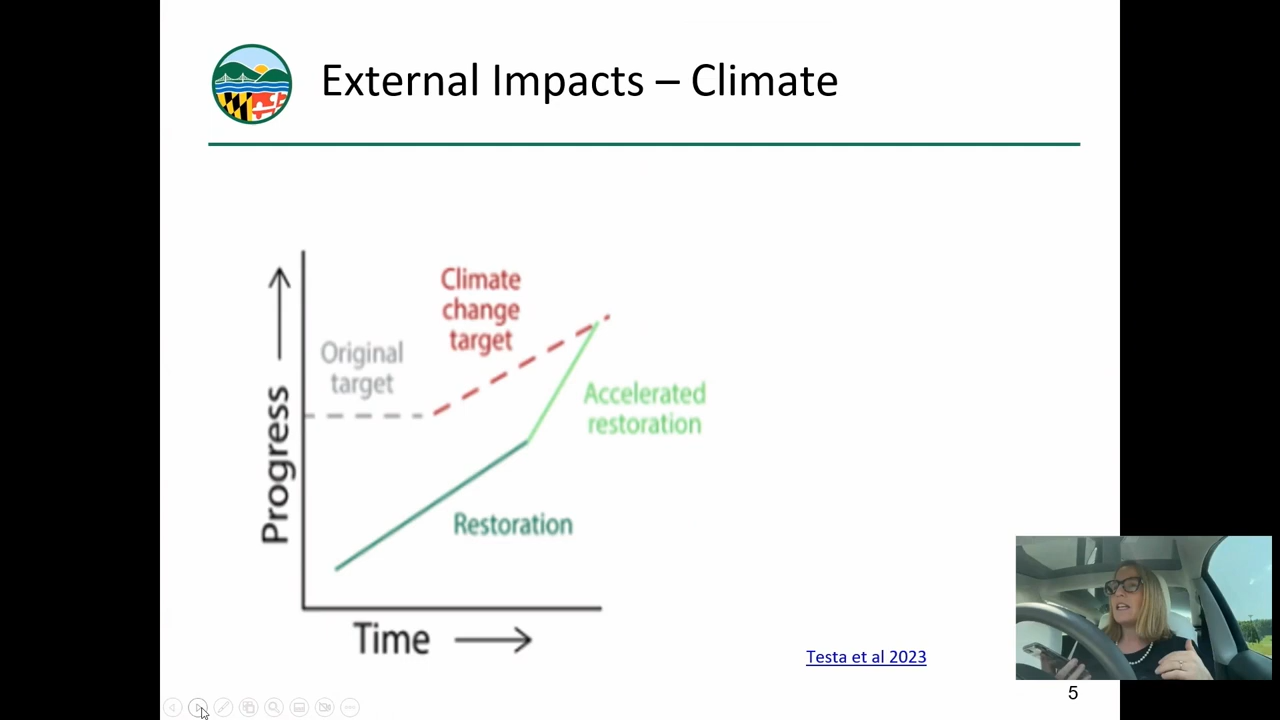 External Impacts – Climate
Climate
change
target
Original
target
Accelerated
restoration
Progress
Restoration
Time
Testa et al 2023
5